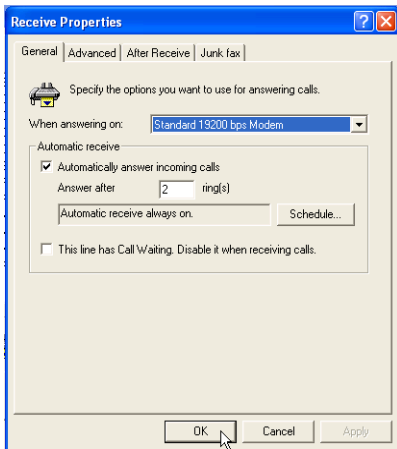 Receive Properties
General Advanced After Receive Junk fax
Specify the options you want to use for answering calls.
When answering on: Standard 19200 bps Modem
Automatic receive
Automatically answer incoming calls
Answer after 2 ring(s)
Automatic receive always on. Schedule...
This line has Call Waiting. Disable it when receiving calls.
OK Cancel Apply